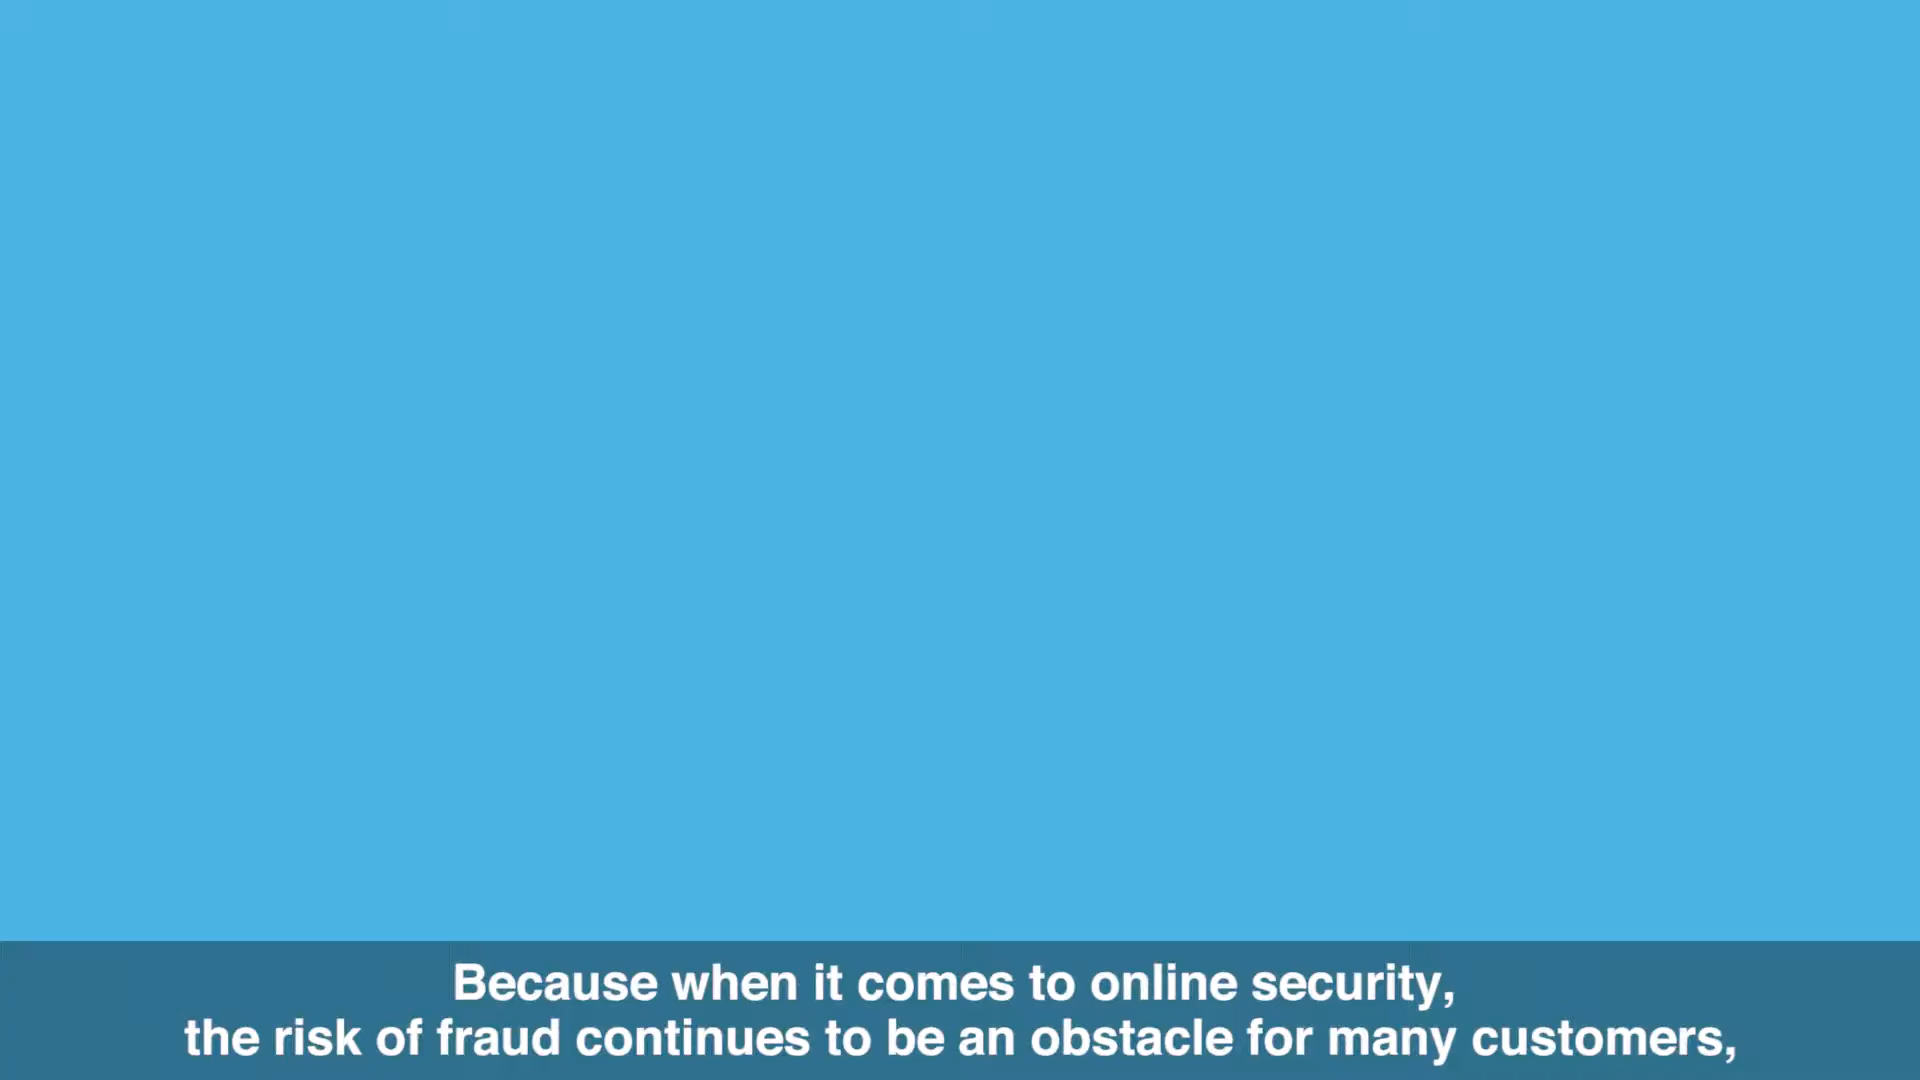 Because when it comes to online security,
the risk of fraud continues to be an obstacle for many customers,